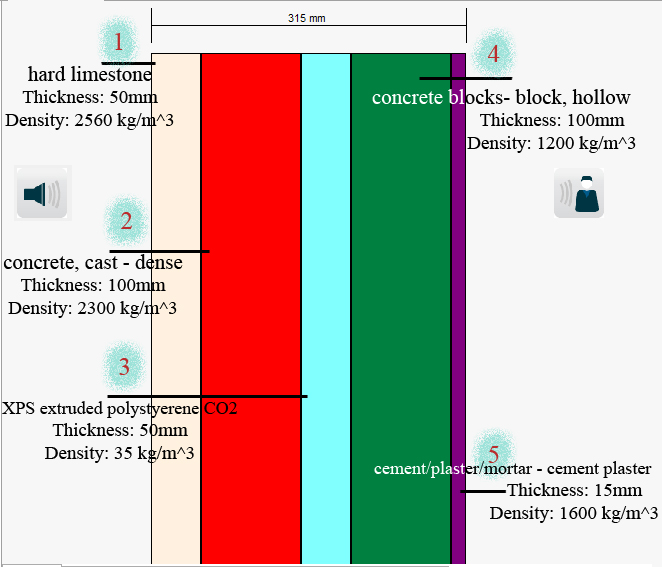 315 mm
1
hard limestone
Thickness: 50mm
Density: 2560 kg/m^3
4
concrete blocks- block, hollow
Thickness: 100mm
Density: 1200 kg/m^3
2
concrete, cast - dense
Thickness: 100mm
Density: 2300 kg/m^3
3
XPS extruded polystyerene CO2
Thickness: 50mm
Density: 35 kg/m^3
5
cement/plaster/mortar - cement plaster
Thickness: 15mm
Density: 1600 kg/m^3